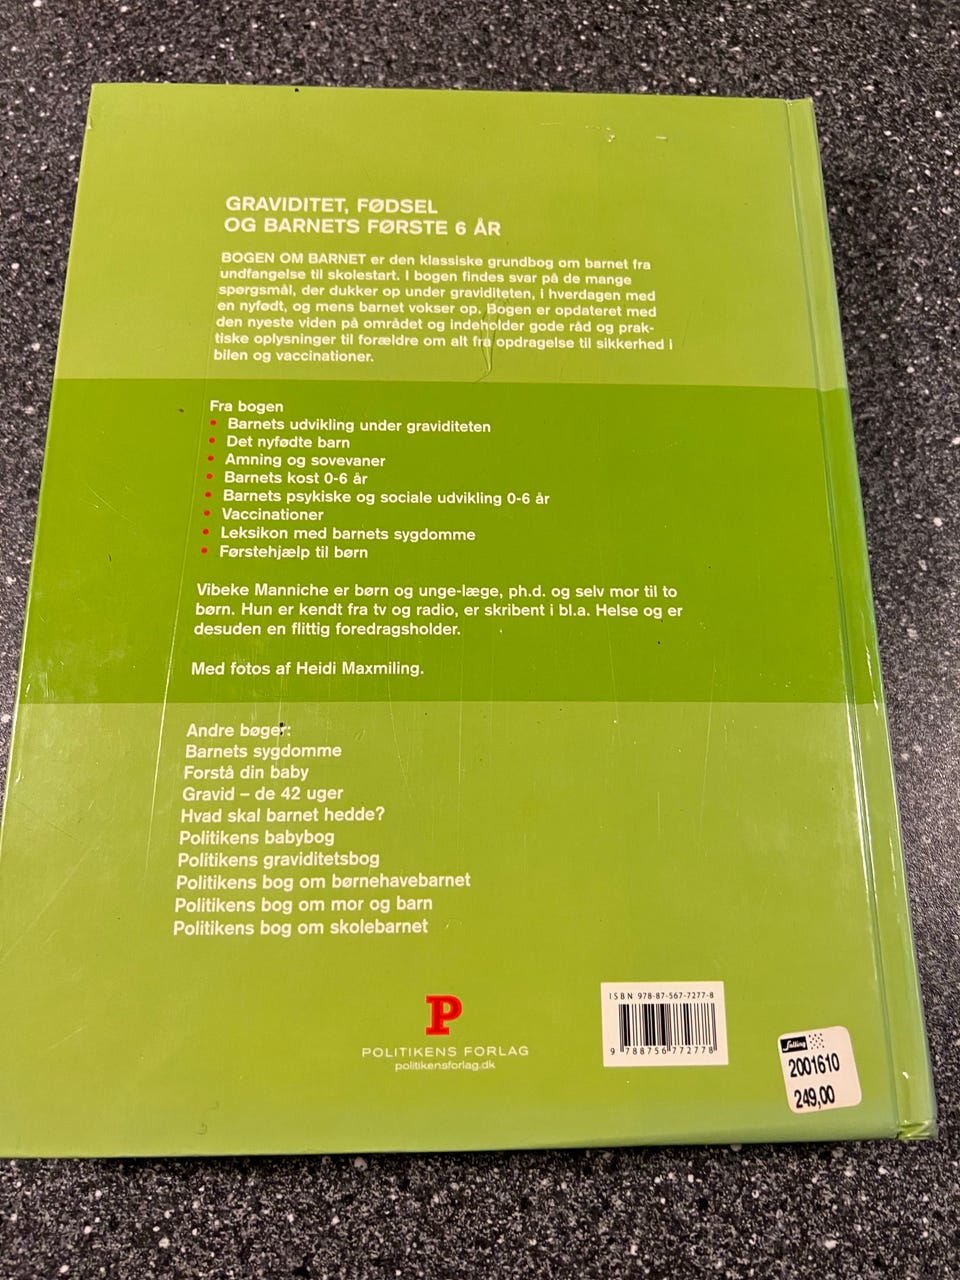 GRAVIDITET, FØDSEL
OG BARNETS FØRSTE 6 ÅR
BOGEN OM BARNET er den klassiske grundbog om barnet fra
undfangelse til skolestart. I bogen findes svar på de mange
spørgsmål, der dukker op under graviditeten, i hverdagen med
en nyfødt, og mens barnet vokser op. Bogen er opdateret med
den nyeste viden på området og indeholder gode råd og prak-
tiske oplysninger til forældre om alt fra opdragelse til sikkerhed i
bilen og vaccinationer.
Fra bogen
• Barnets udvikling under graviditeten
• Det nyfødte barn
• Amning og sovevaner
• Barnets kost 0-6 år
• Barnets psykiske og sociale udvikling 0-6 år
• Vaccinationer
• Leksikon med barnets sygdomme
• Førstehjælp til børn
Vibeke Manniche er børn og unge-læge, ph.d. og selv mor til to
børn. Hun er kendt fra tv og radio, er skribent i bl.a. Helse og er
desuden en flittig foredragsholder.
Med fotos af Heidi Maxmiling.
Andre bøger:
Barnets sygdomme
Forstå din baby
Gravid – de 42 uger
Hvad skal barnet hedde?
Politikens babybog
Politikens graviditetsbog
Politikens bog om børnehavebarnet
Politikens bog om mor og barn
Politikens bog om skolebarnet
P
POLITIKENS FORLAG
politikensforlag.dk
ISBN 978-87-567-7277-8
9 788756 772778
Salling
2001610
249,00